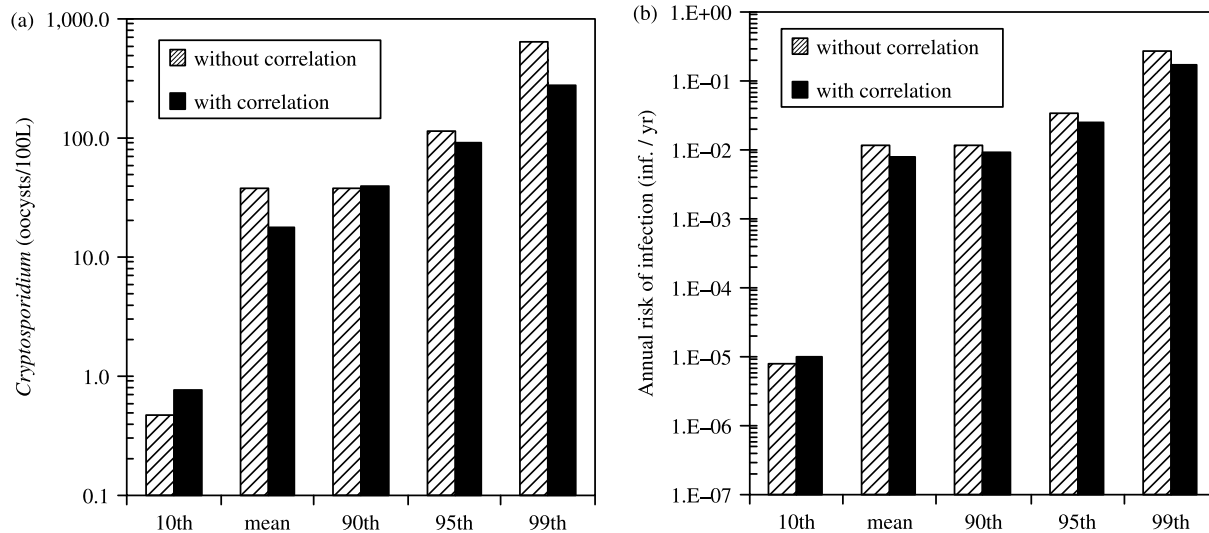 (a)
1,000.0
100.0
10.0
1.0
0.1
Cryptosporidium (oocysts/100L)
without correlation
with correlation
10th mean 90th 95th 99th
(b)
1.E+00
1.E−01
1.E−02
1.E−03
1.E−04
1.E−05
1.E−06
1.E−07
Annual risk of infection (inf. / yr)
without correlation
with correlation
10th mean 90th 95th 99th